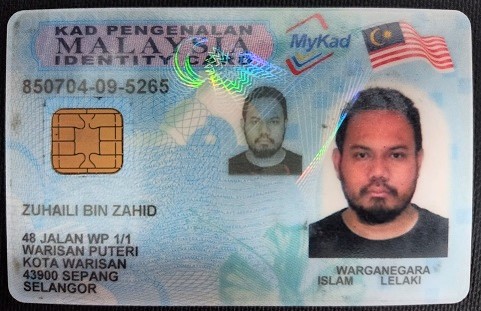 KAD PENGENALAN
MALAYSIA
IDENTITY CARD
MyKad
850704-09-5265
ZUHAILI BIN ZAHID
48 JALAN WP 1/1
WARISAN PUTERI
KOTA WARISAN
43900 SEPANG
SELANGOR
WARGANEGARA
ISLAM LELAKI